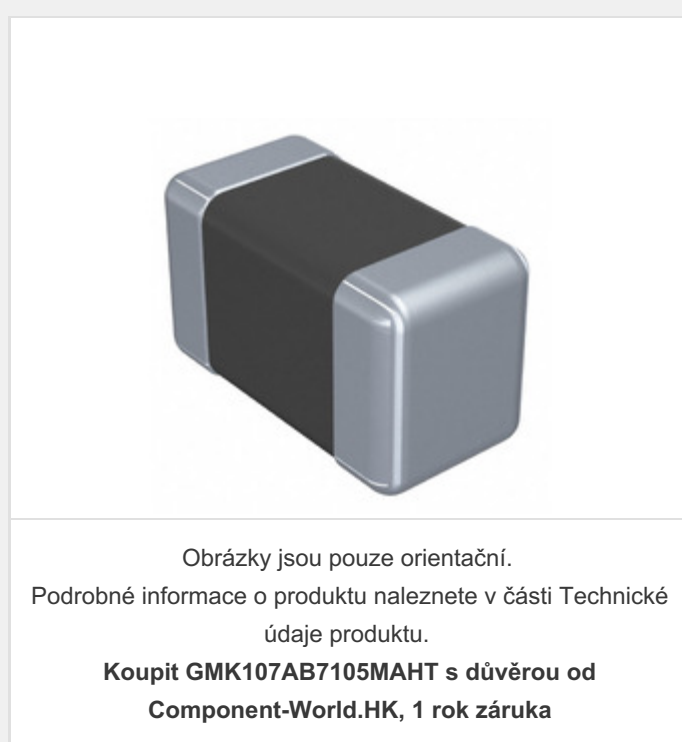 Obrázky jsou pouze orientační.
Podrobné informace o produktu naleznete v části Technické
údaje produktu.
Koupit GMK107AB7105MAHT s důvěrou od
Component-World.HK, 1 rok záruka